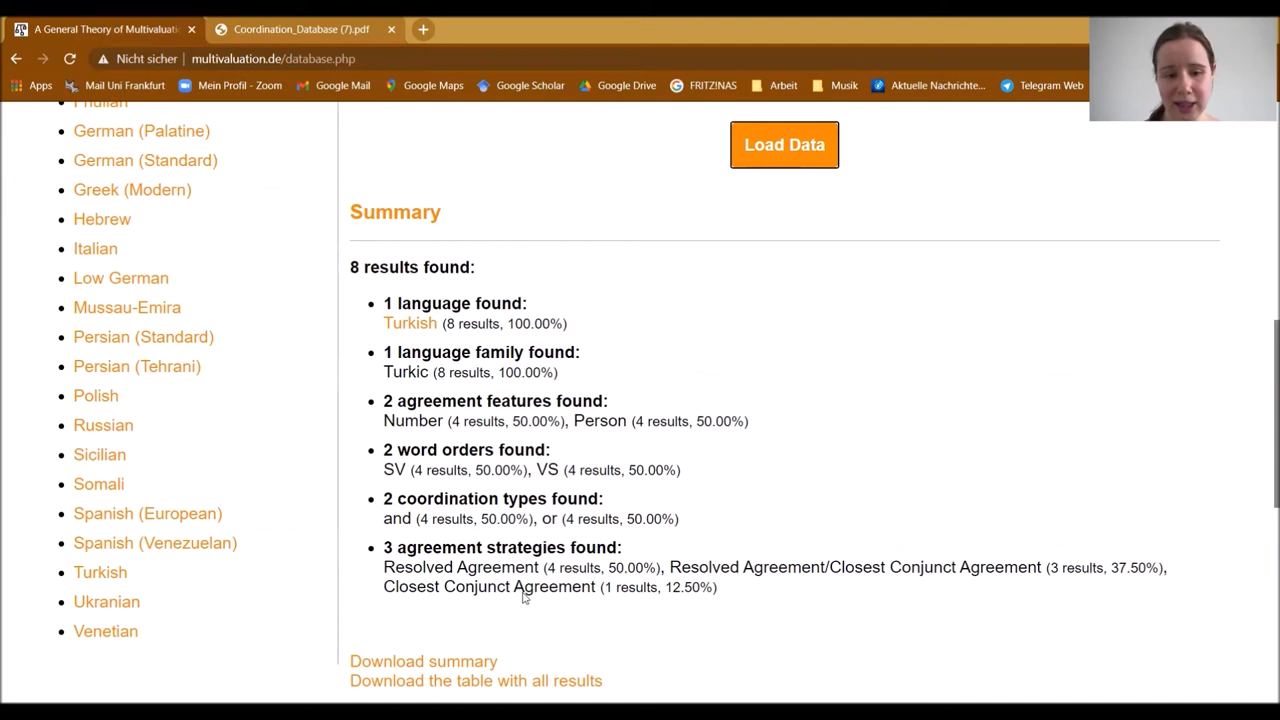 A General Theory of Multivaluati
Coordination_Database (7).pdf
Nicht sicher | multivaluation.de/database.php
Apps Mail Uni Frankfurt Mein Profil - Zoom Google Mail Google Maps Google Scholar Google Drive FRITZ!NAS Arbeit Musik Aktuelle Nachrichte... Telegram Web
Friulian
German (Palatine)
German (Standard)
Greek (Modern)
Hebrew
Italian
Low German
Mussau-Emira
Persian (Standard)
Persian (Tehrani)
Polish
Russian
Sicilian
Somali
Spanish (European)
Spanish (Venezuelan)
Turkish
Ukranian
Venetian
Load Data
Summary
8 results found:
1 language found:
Turkish (8 results, 100.00%)
1 language family found:
Turkic (8 results, 100.00%)
2 agreement features found:
Number (4 results, 50.00%), Person (4 results, 50.00%)
2 word orders found:
SV (4 results, 50.00%), VS (4 results, 50.00%)
2 coordination types found:
and (4 results, 50.00%), or (4 results, 50.00%)
3 agreement strategies found:
Resolved Agreement (4 results, 50.00%), Resolved Agreement/Closest Conjunct Agreement (3 results, 37.50%),
Closest Conjunct Agreement (1 results, 12.50%)
Download summary
Download the table with all results